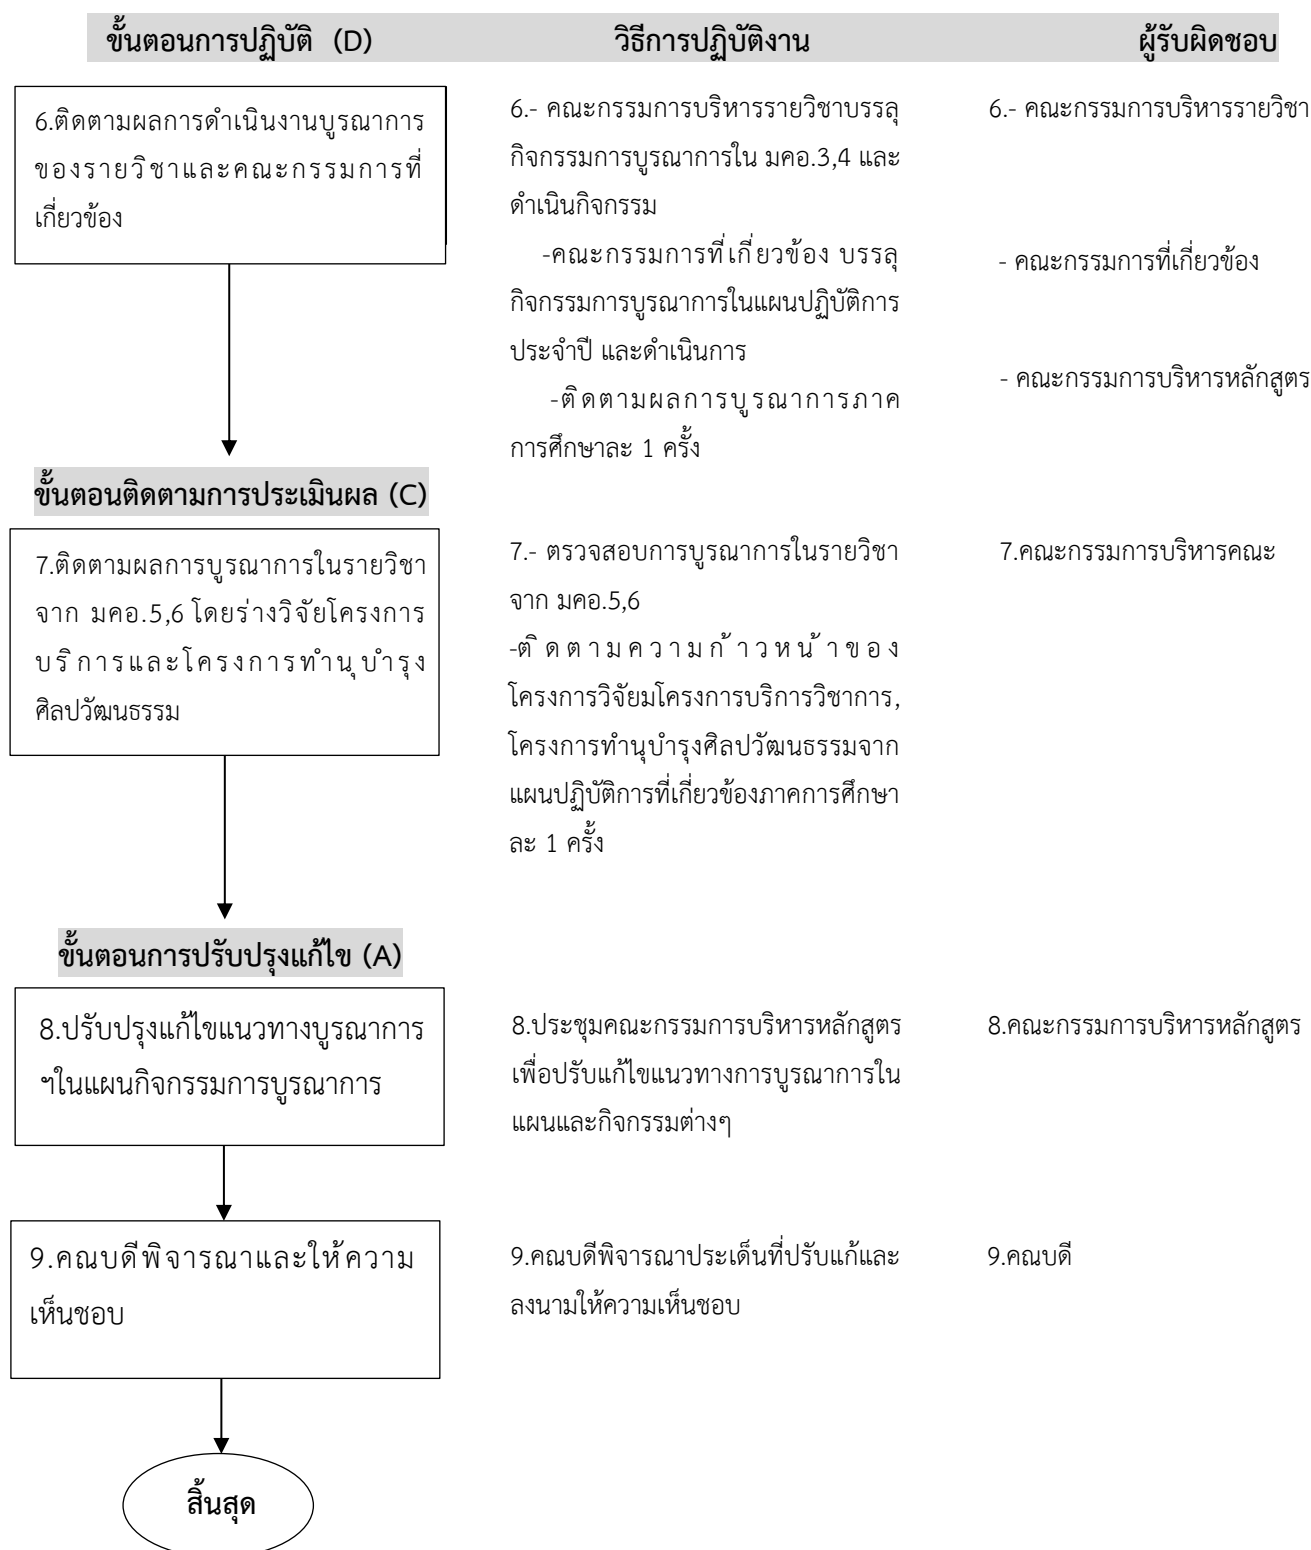 ขั้นตอนการปฏิบัติ (D) วิธีการปฏิบัติงาน ผู้รับผิดชอบ
6.ติดตามผลการดำเนินงานบูรณาการ
ของรายวิชาและคณะกรรมการที่
เกี่ยวข้อง
6.- คณะกรรมการบริหารรายวิชาบรรลุ
กิจกรรมการบูรณาการใน มคอ.3,4 และ
ดำเนินกิจกรรม
-คณะกรรมการที่เกี่ยวข้อง บรรลุ
กิจกรรมการบูรณาการในแผนปฏิบัติการ
ประจำปี และดำเนินการ
-ติดตามผลการบูรณาการภาค
การศึกษาละ 1 ครั้ง
6.- คณะกรรมการบริหารรายวิชา
- คณะกรรมการที่เกี่ยวข้อง
- คณะกรรมการบริหารหลักสูตร
ขั้นตอนติดตามการประเมินผล (C)
7.ติดตามผลการบูรณาการในรายวิชา
จาก มคอ.5,6 โดยร่างวิจัยโครงการ
บริการและโครงการทำนุบำรุง
ศิลปวัฒนธรรม
7.- ตรวจสอบการบูรณาการในรายวิชา
จาก มคอ.5,6
-ติดตามความก้าวหน้าของ
โครงการวิจัยมโครงการบริการวิชาการ,
โครงการทำนุบำรุงศิลปวัฒนธรรมจาก
แผนปฏิบัติการที่เกี่ยวข้องภาคการศึกษา
ละ 1 ครั้ง
7.คณะกรรมการบริหารคณะ
ขั้นตอนการปรับปรุงแก้ไข (A)
8.ปรับปรุงแก้ไขแนวทางบูรณาการ
ฯในแผนกิจกรรมการบูรณาการ
8.ประชุมคณะกรรมการบริหารหลักสูตร
เพื่อปรับแก้ไขแนวทางการบูรณาการใน
แผนและกิจกรรมต่างๆ
8.คณะกรรมการบริหารหลักสูตร
9.คณบดีพิจารณาและให้ความ
เห็นชอบ
9.คณบดีพิจารณาประเด็นที่ปรับแก้และ
ลงนามให้ความเห็นชอบ
9.คณบดี
สิ้นสุด